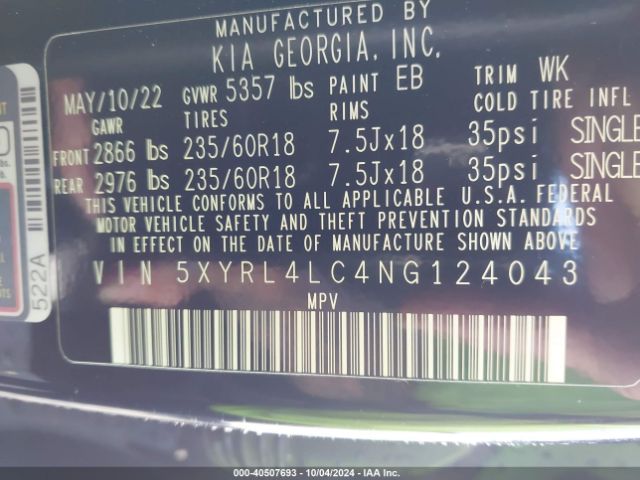 MANUFACTURED BY
KIA GEORGIA, INC.
MAY/10/22 GVWR 5357 lbs PAINT EB TRIM WK
GAWR TIRES RIMS COLD TIRE INFL
FRONT 2866 lbs 235/60R18 7.5Jx18 35psi SINGLE
REAR 2976 lbs 235/60R18 7.5Jx18 35psi SINGLE
THIS VEHICLE CONFORMS TO ALL APPLICABLE U.S.A. FEDERAL
MOTOR VEHICLE SAFETY AND THEFT PREVENTION STANDARDS
IN EFFECT ON THE DATE OF MANUFACTURE SHOWN ABOVE
VIN 5XYRL4LC4NG124043
MPV
522A
000-40507693 - 10/04/2024 - IAA Inc.